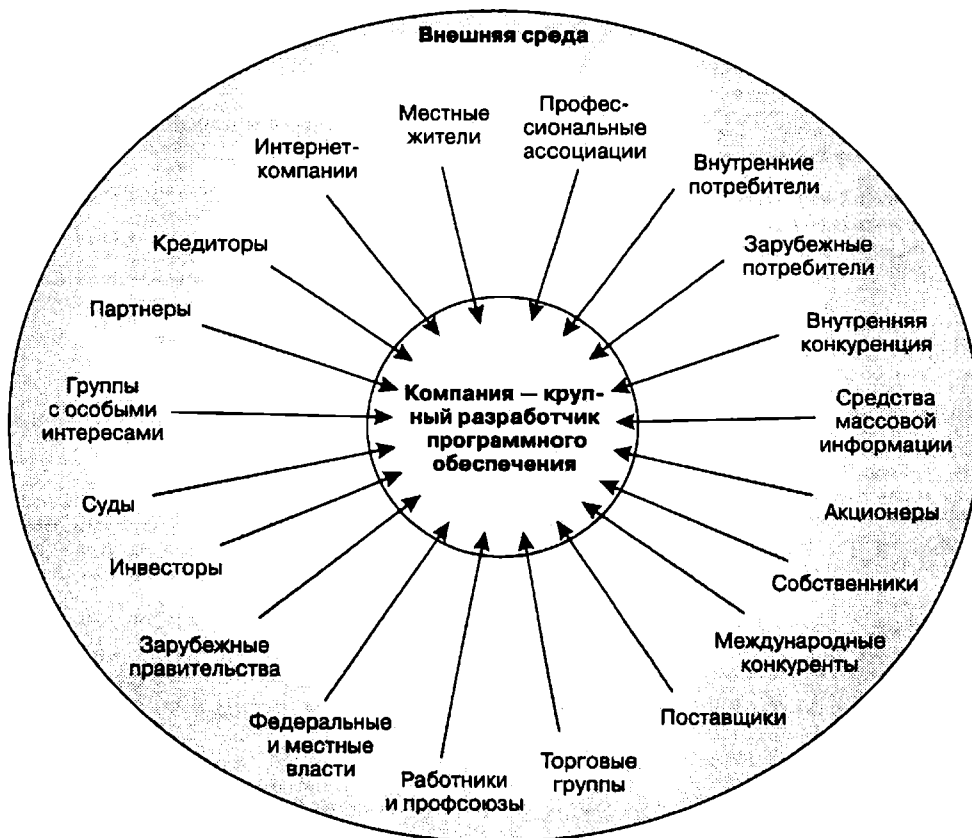 Внешняя среда
Местные
жители
Профес-
сиональные
ассоциации
Внутренние
потребители
Зарубежные
потребители
Внутренняя
конкуренция
Средства
массовой
информации
Акционеры
Собственники
Международные
конкуренты
Поставщики
Торговые
группы
Работники
и профсоюзы
Федеральные
и местные
власти
Зарубежные
правительства
Инвесторы
Суды
Группы
с особыми
интересами
Партнеры
Кредиторы
Интернет-
компании
Компания — круп-
ный разработчик
программного
обеспечения